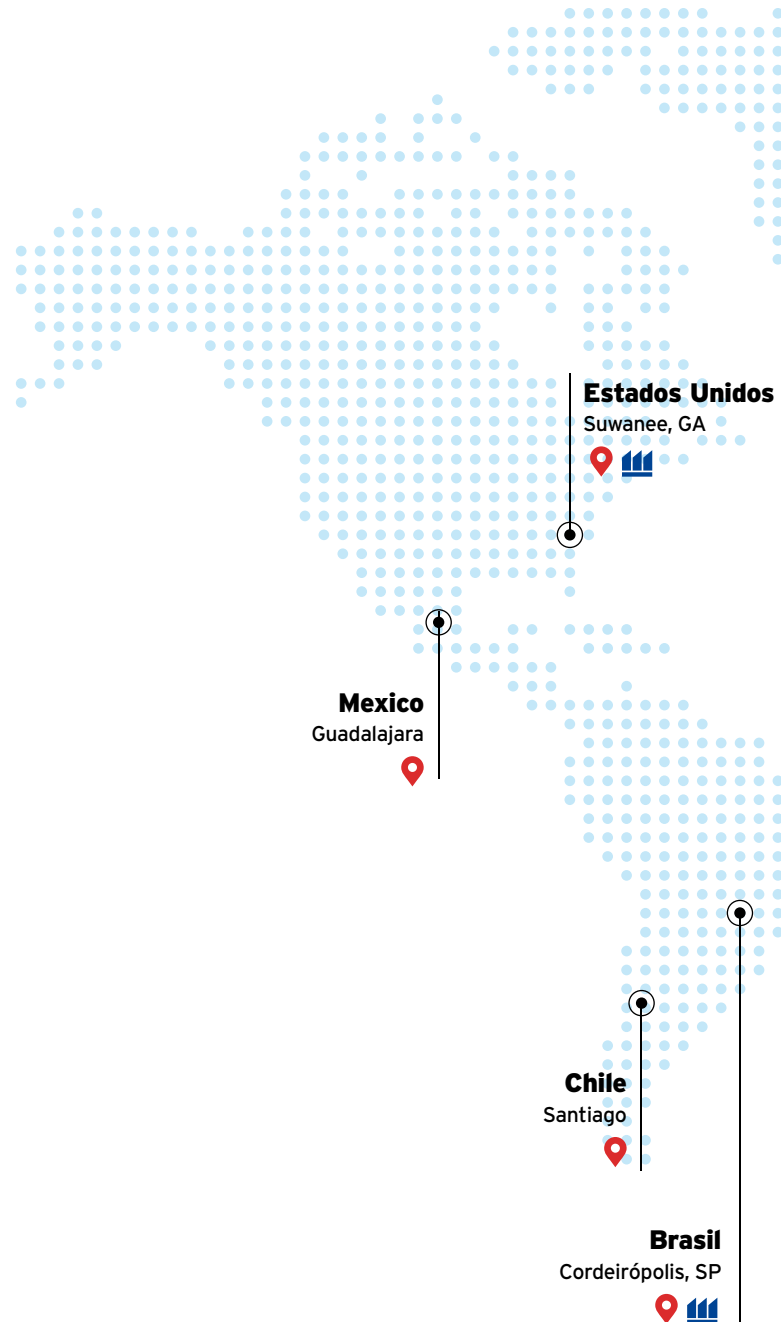 Estados Unidos
Suwanee, GA
Mexico
Guadalajara
Chile
Santiago
Brasil
Cordeirópolis, SP